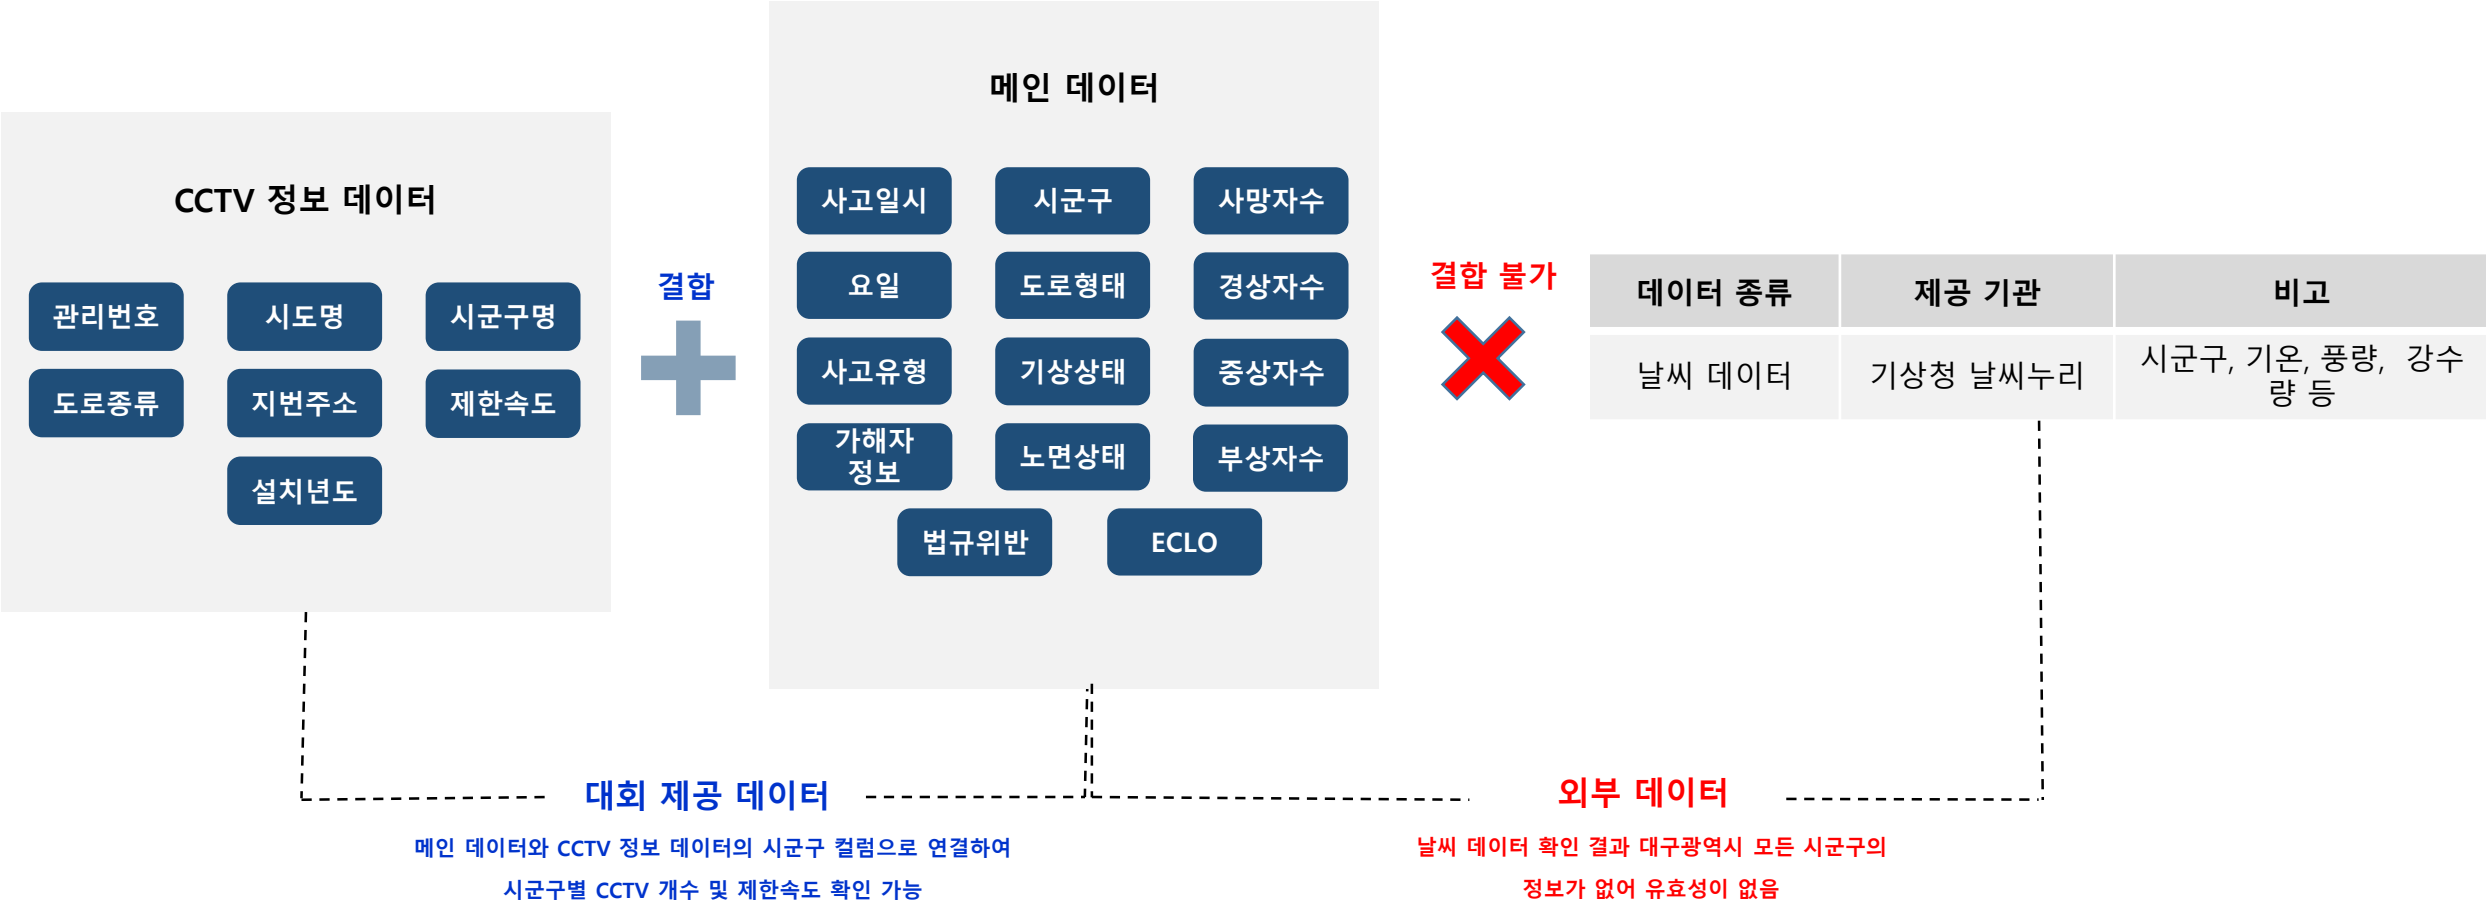 CCTV 정보 데이터
관리번호
시도명
시군구명
도로종류
지번주소
제한속도
설치년도
결합
메인 데이터
사고일시
시군구
사망자수
요일
도로형태
경상자수
사고유형
기상상태
중상자수
가해자
정보
노면상태
부상자수
법규위반
ECLO
결합 불가
데이터 종류
제공 기관
비고
날씨 데이터
기상청 날씨누리
시군구, 기온, 풍량, 강수
량 등
대회 제공 데이터
메인 데이터와 CCTV 정보 데이터의 시군구 컬럼으로 연결하여
시군구별 CCTV 개수 및 제한속도 확인 가능
외부 데이터
날씨 데이터 확인 결과 대구광역시 모든 시군구의
정보가 없어 유효성이 없음